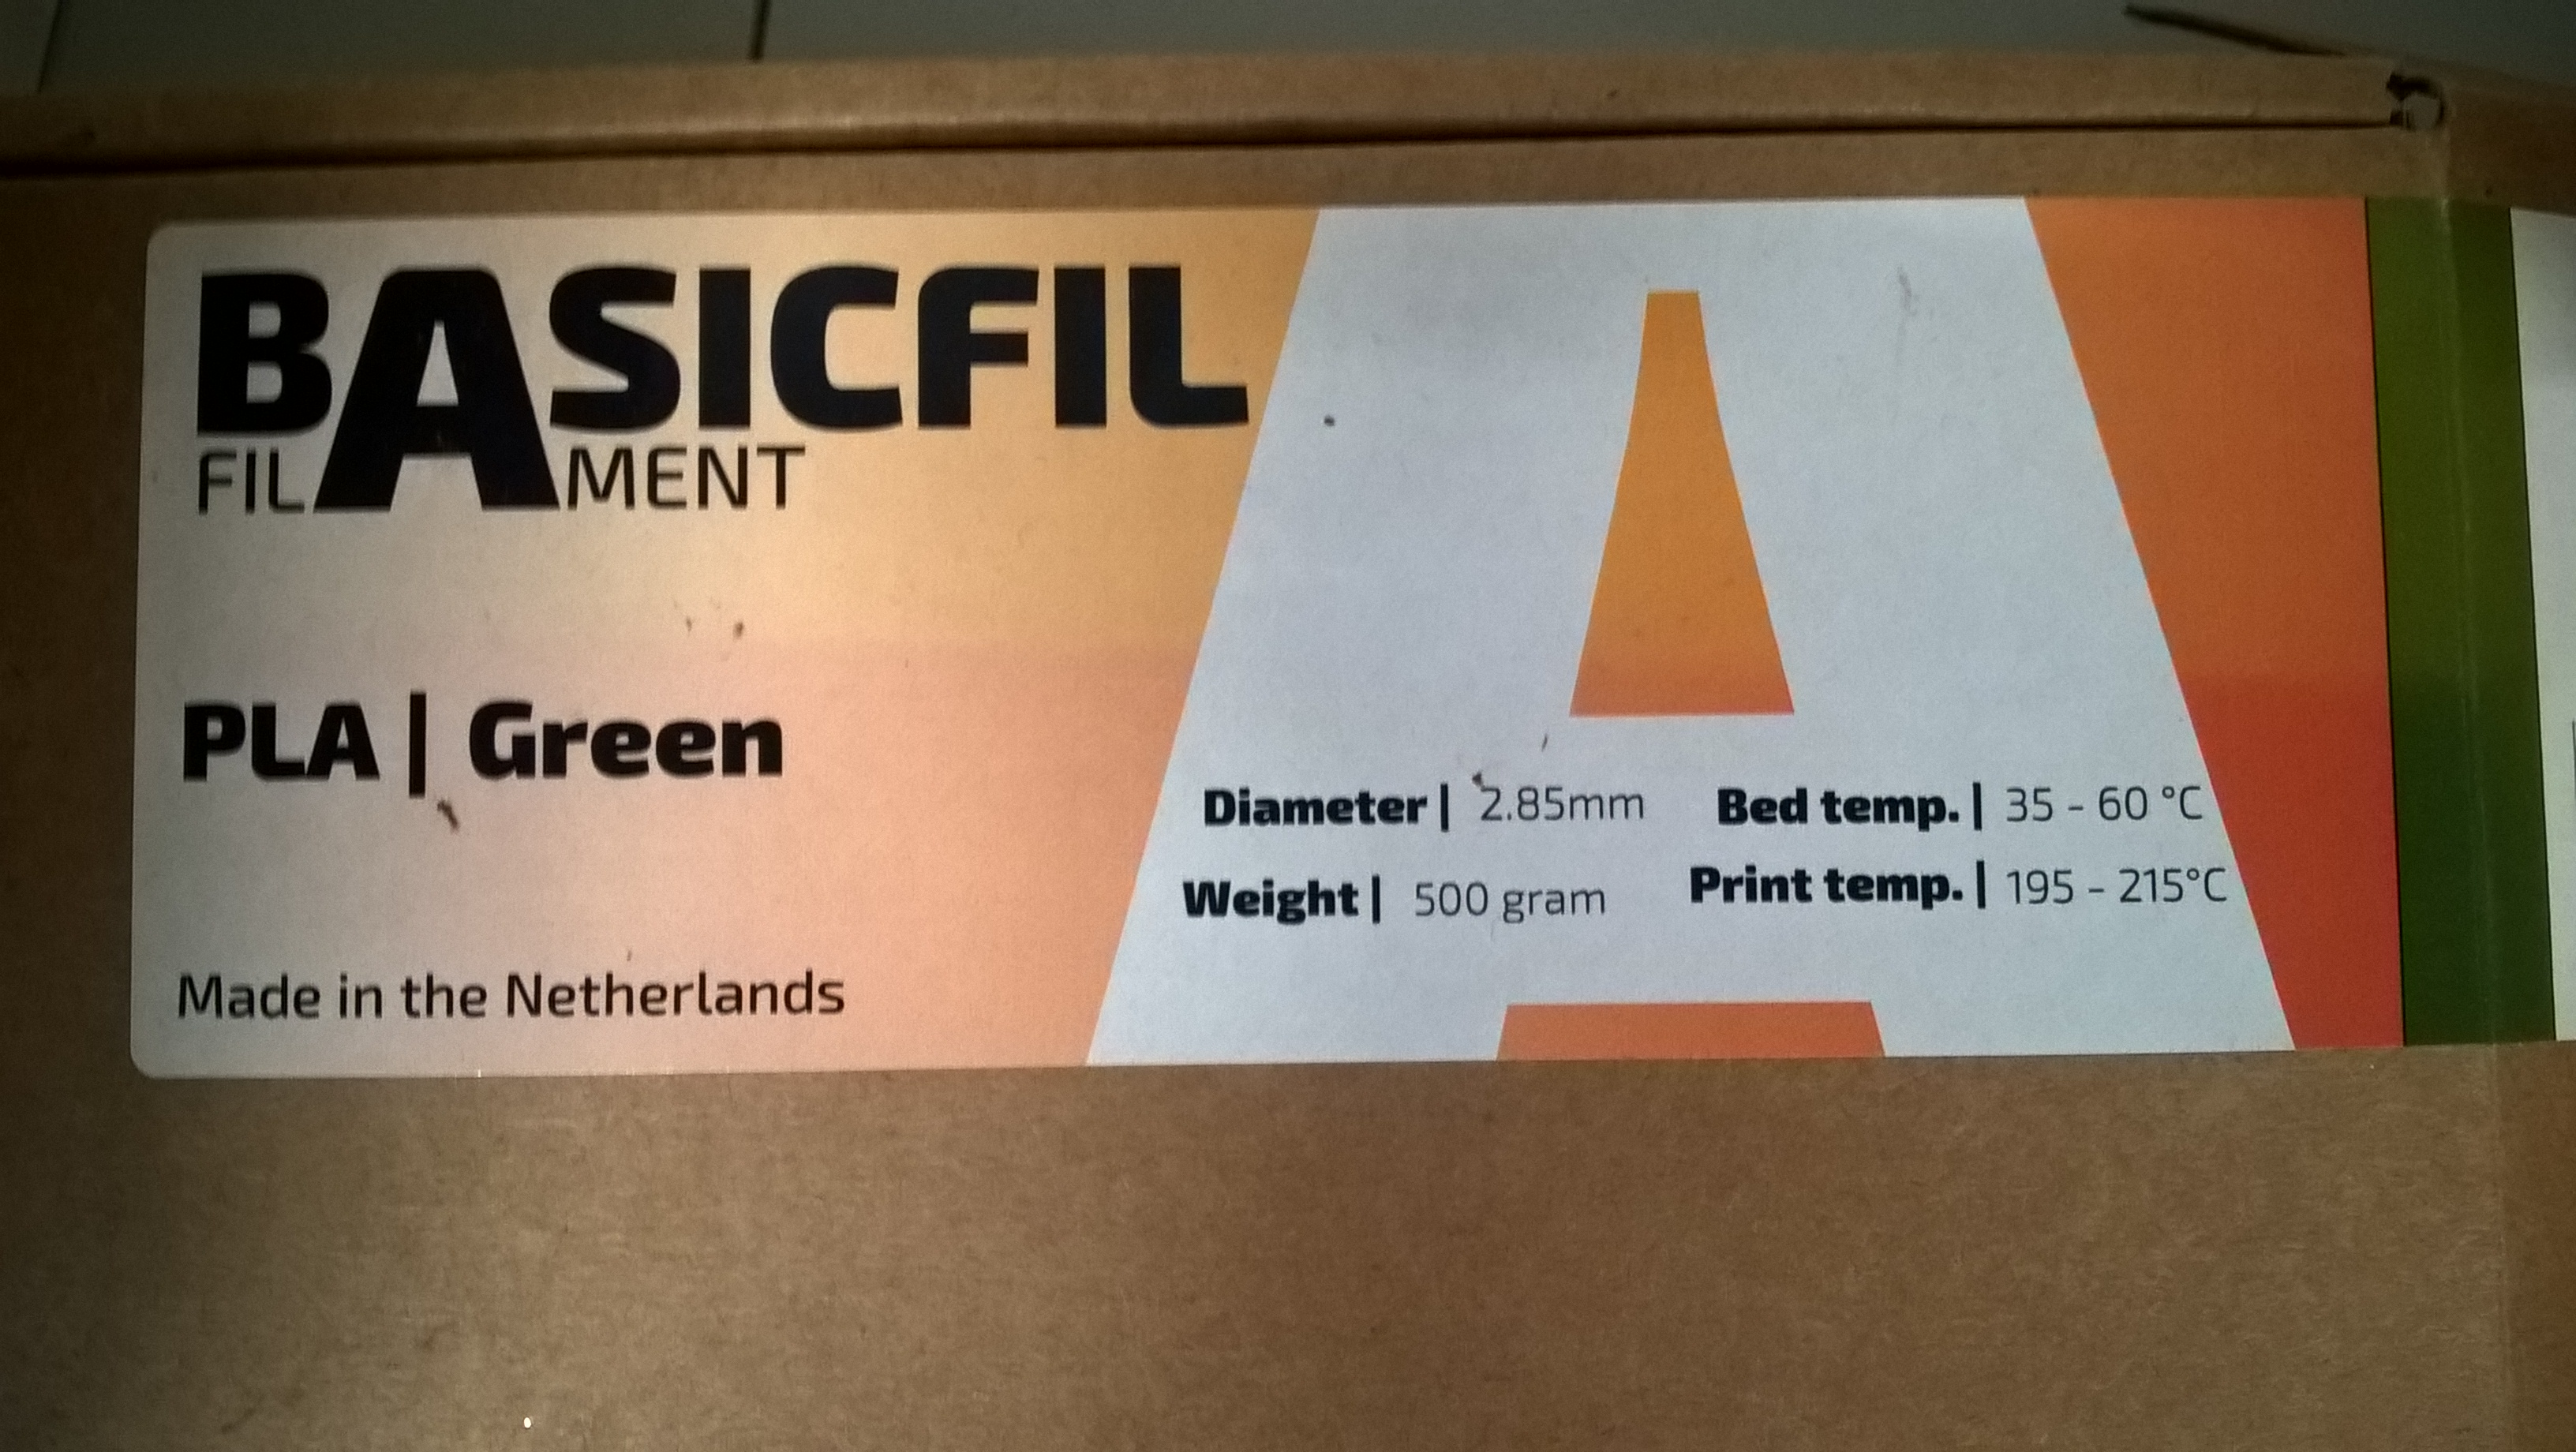 BASICFIL
FILAMENT
PLA | Green
Made in the Netherlands
Diameter | 2.85mm
Weight | 500 gram
Bed temp. | 35 - 60 °C
Print temp. | 195 - 215°C